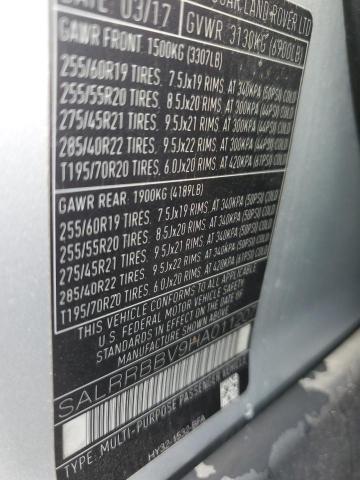 DATE 03/17 GUAR LAND ROVER LTD
GVWR 3130KG (6900LB)
GAWR FRONT 1500KG (3307LB)
255/60R19 TIRES, 7.5Jx19 RIMS, AT 340KPA (50PSI) COLD
255/55R20 TIRES, 8.5Jx20 RIMS, AT 300KPA (44PSI) COLD
275/45R21 TIRES, 9.5Jx21 RIMS, AT 300KPA (44PSI) COLD
285/40R22 TIRES, 9.5Jx22 RIMS, AT 300KPA (44PSI) COLD
T195/70R20 TIRES, 6.0Jx20 RIMS, AT 420KPA (61PSI) COLD
GAWR REAR: 1900KG (4189LB)
255/60R19 TIRES, 7.5Jx19 RIMS, AT 340KPA (50PSI) COLD
255/55R20 TIRES, 8.5Jx20 RIMS, AT 340KPA (50PSI) COLD
275/45R21 TIRES, 9.5Jx21 RIMS, AT 340KPA (50PSI) COLD
285/40R22 TIRES, 9.5Jx22 RIMS, AT 340KPA (50PSI) COLD
T195/70R20 TIRES, 6.0Jx20 RIMS, AT 420KPA (61PSI) COLD
THIS VEHICLE CONFORMS TO ALL APPLICABLE
FEDERAL MOTOR VEHICLE SAFETY
STANDARDS IN EFFECT ON THE DATE OF
MANUFACTURE SHOWN ABOVE
SALRRBBV9HA01
TYPE: MULTI-PURPOSE PASSENGER VEHICLE